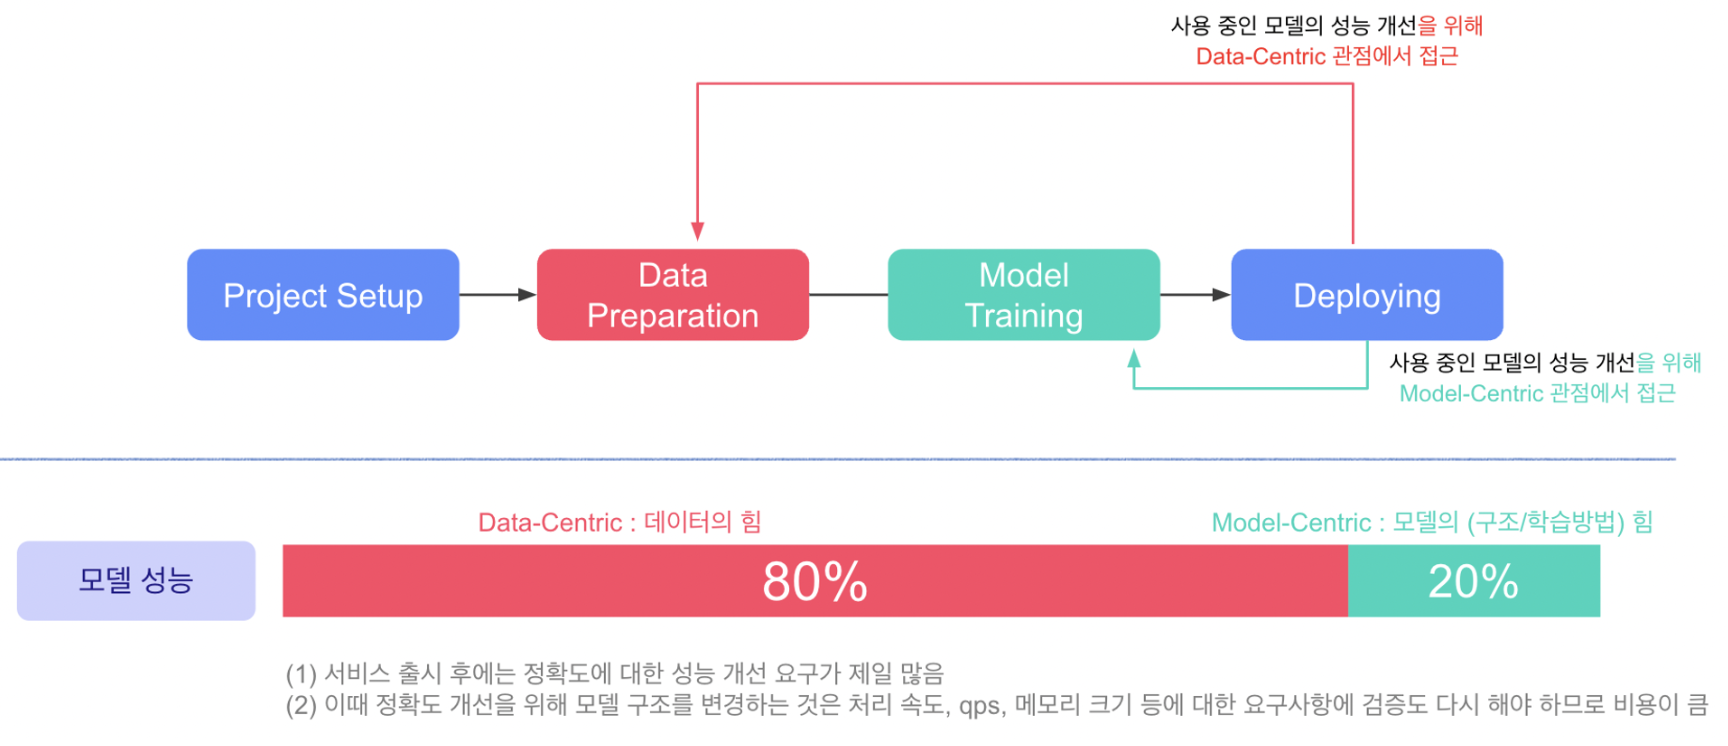 사용 중인 모델의 성능 개선을 위해
Data-Centric 관점에서 접근
Project Setup
Data
Preparation
Model
Training
Deploying
사용 중인 모델의 성능 개선을 위해
Model-Centric 관점에서 접근
Data-Centric : 데이터의 힘
Model-Centric : 모델의 (구조/학습방법) 힘
모델 성능
80%
20%
(1) 서비스 출시 후에는 정확도에 대한 성능 개선 요구가 제일 많음
(2) 이때 정확도 개선을 위해 모델 구조를 변경하는 것은 처리 속도, qps, 메모리 크기 등에 대한 요구사항에 검증도 다시 해야 하므로 비용이 큼